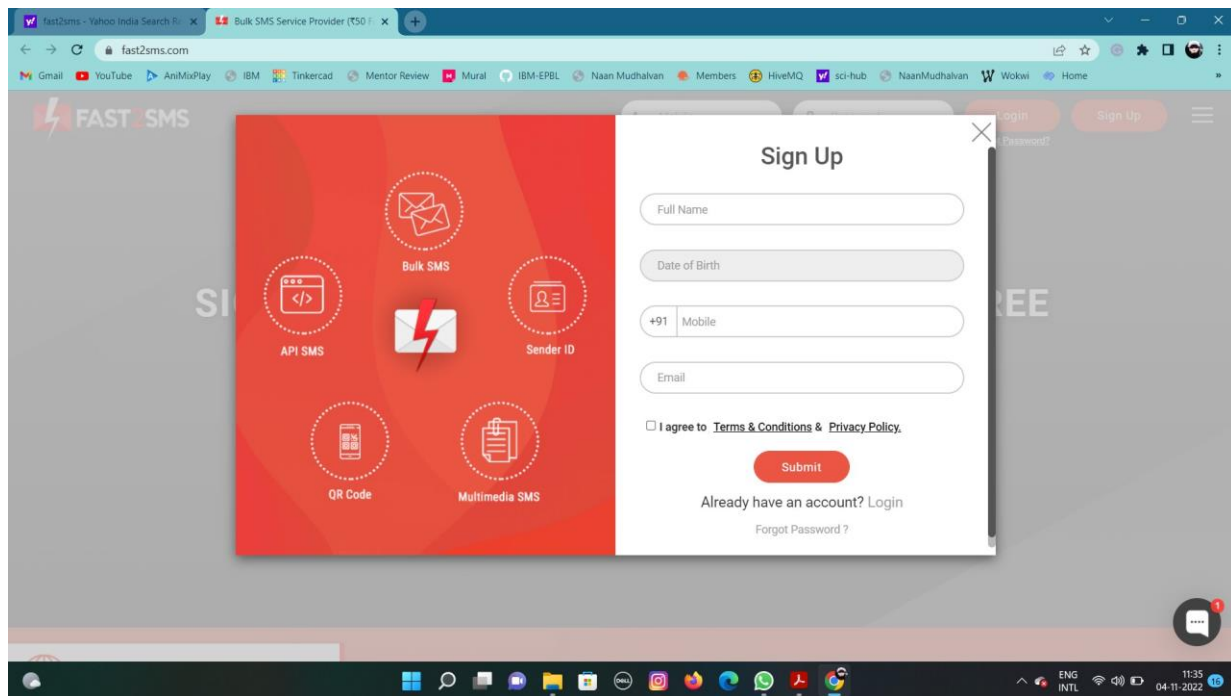 fast2sms - Yahoo India Search Re
Bulk SMS Service Provider (₹50 F
fast2sms.com
Gmail YouTube AniMixPlay IBM Tinkercad Mentor Review Mural IBM-EPBL Naan Mudhalvan Members HiveMQ sci-hub NaanMudhalvan Wokwi Home »
FAST2SMS
Login
Sign Up
Password?
Sign Up
Full Name
Date of Birth
+91 Mobile
Email
I agree to Terms & Conditions & Privacy Policy.
Submit
Already have an account? Login
Forgot Password ?
Bulk SMS
API SMS
Sender ID
QR Code
Multimedia SMS
SI
REE
1
DELL
ENG
INTL
11:35
04-11-2022
16